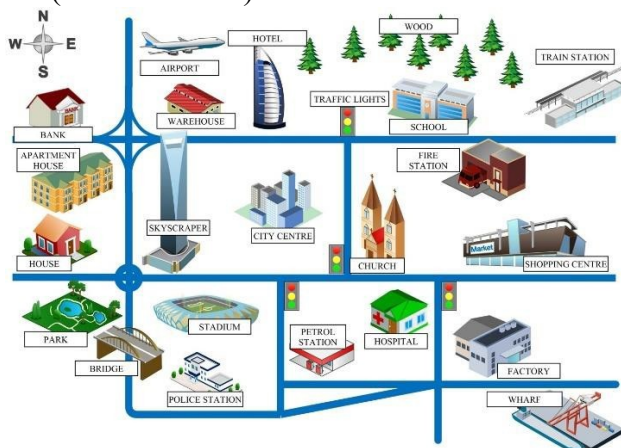 N
W E
S
AIRPORT
HOTEL
WOOD
TRAIN STATION
BANK
BANK
WAREHOUSE
TRAFFIC LIGHTS
SCHOOL
APARTMENT
HOUSE
FIRE
STATION
HOUSE
SKYSCRAPER
CITY CENTRE
CHURCH
Market
SHOPPING CENTRE
PARK
STADIUM
PETROL
STATION
HOSPITAL
BRIDGE
POLICE STATION
FACTORY
WHARF